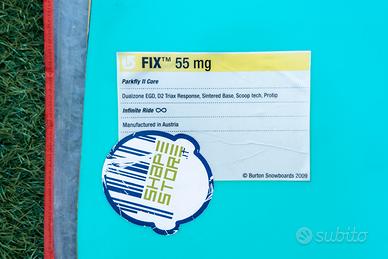 FIX™ 55 mg
Parkfly II Core
Dualzone EGD, D2 Triax Response, Sintered Base, Scoop tech, Protip
Infinite Ride ∞
Manufactured in Austria
© Burton Snowboards 2009
SHAPE
STORE.IT
subito